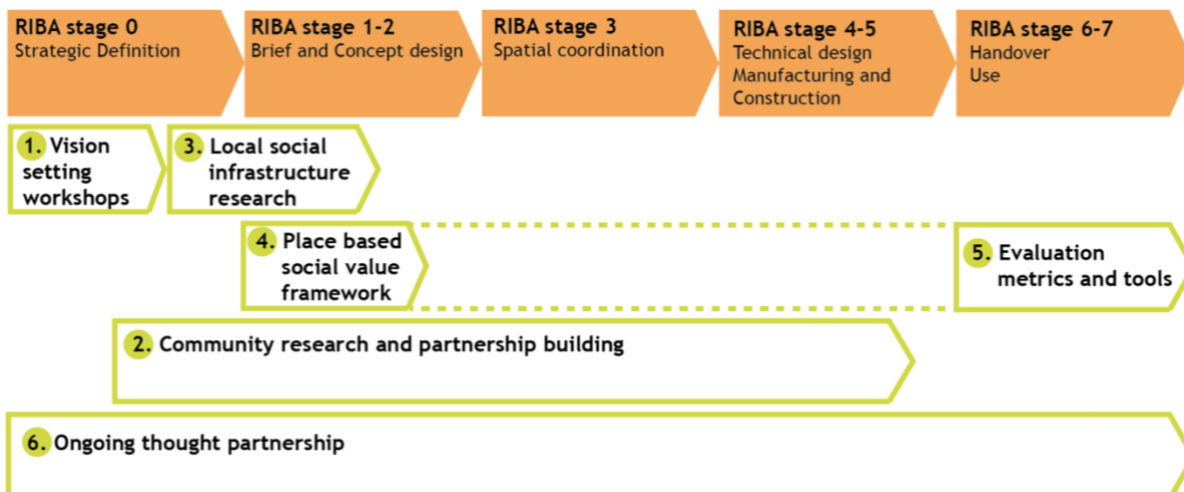 RIBA stage 0
Strategic Definition
RIBA stage 1-2
Brief and Concept design
RIBA stage 3
Spatial coordination
RIBA stage 4-5
Technical design
Manufacturing and
Construction
RIBA stage 6-7
Handover
Use
1. Vision
setting
workshops
3. Local social
infrastructure
research
4. Place based
social value
framework
5. Evaluation
metrics and tools
2. Community research and partnership building
6. Ongoing thought partnership